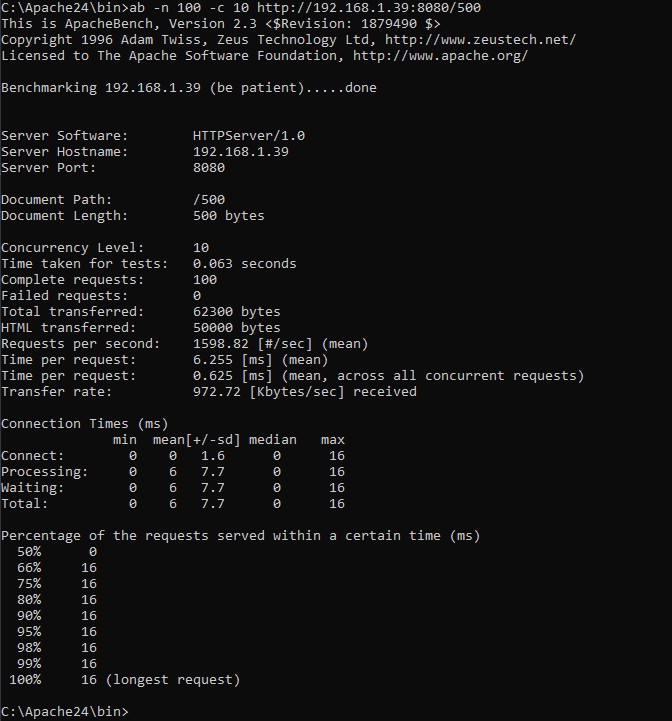 C:\Apache24\bin>ab -n 100 -c 10 http://192.168.1.39:8080/500
This is ApacheBench, Version 2.3 <$Revision: 1879490 $>
Copyright 1996 Adam Twiss, Zeus Technology Ltd, http://www.zeustech.net/
Licensed to The Apache Software Foundation, http://www.apache.org/

Benchmarking 192.168.1.39 (be patient).....done


Server Software:        HTTPServer/1.0
Server Hostname:        192.168.1.39
Server Port:            8080

Document Path:          /500
Document Length:        500 bytes

Concurrency Level:      10
Time taken for tests:   0.063 seconds
Complete requests:      100
Failed requests:        0
Total transferred:      62300 bytes
HTML transferred:       50000 bytes
Requests per second:    1598.82 [#/sec] (mean)
Time per request:       6.255 [ms] (mean)
Time per request:       0.625 [ms] (mean, across all concurrent requests)
Transfer rate:          972.72 [Kbytes/sec] received

Connection Times (ms)
              min  mean[+/-sd] median   max
Connect:        0    0   1.6      0      16
Processing:     0    6   7.7      0      16
Waiting:        0    6   7.7      0      16
Total:          0    6   7.7      0      16

Percentage of the requests served within a certain time (ms)
  50%      0
  66%     16
  75%     16
  80%     16
  90%     16
  95%     16
  98%     16
  99%     16
 100%     16 (longest request)

C:\Apache24\bin>